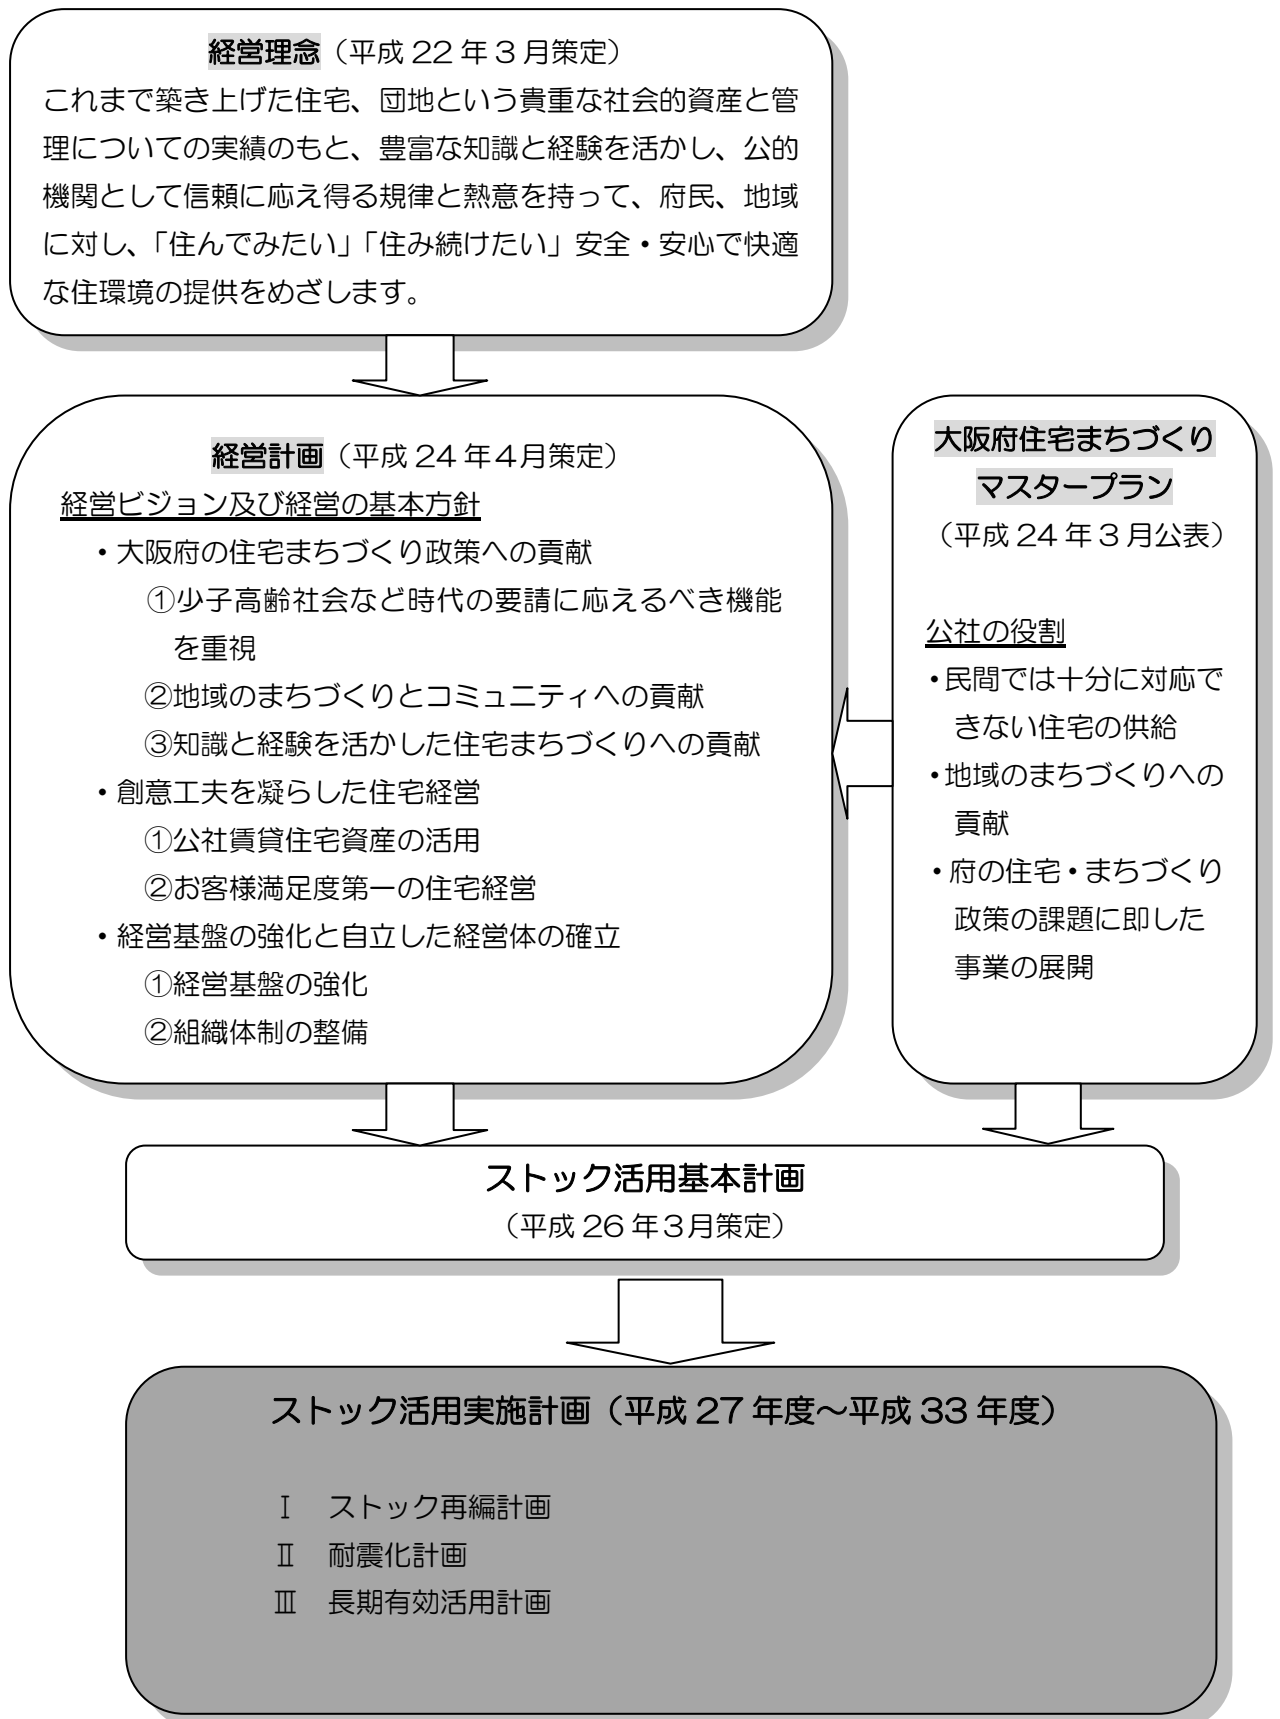 経営理念（平成 22 年 3 月策定）
これまで築き上げた住宅、団地という貴重な社会的資産と管
理についての実績のもと、豊富な知識と経験を活かし、公的
機関として信頼に応え得る規律と熱意を持って、府民、地域
に対し、「住んでみたい」「住み続けたい」安全・安心で快適
な住環境の提供をめざします。
経営計画（平成 24 年４月策定）
経営ビジョン及び経営の基本方針
・大阪府の住宅まちづくり政策への貢献
①少子高齢社会など時代の要請に応えるべき機能
を重視
②地域のまちづくりとコミュニティへの貢献
③知識と経験を活かした住宅まちづくりへの貢献
・創意工夫を凝らした住宅経営
①公社賃貸住宅資産の活用
②お客様満足度第一の住宅経営
・経営基盤の強化と自立した経営体の確立
①経営基盤の強化
②組織体制の整備
大阪府住宅まちづくり
マスタープラン
（平成 24 年 3 月公表）
公社の役割
・民間では十分に対応で
きない住宅の供給
・地域のまちづくりへの
貢献
・府の住宅・まちづくり
政策の課題に即した
事業の展開
ストック活用基本計画
（平成 26 年３月策定）
ストック活用実施計画（平成 27 年度～平成 33 年度）
Ⅰ　ストック再編計画
Ⅱ　耐震化計画
Ⅲ　長期有効活用計画